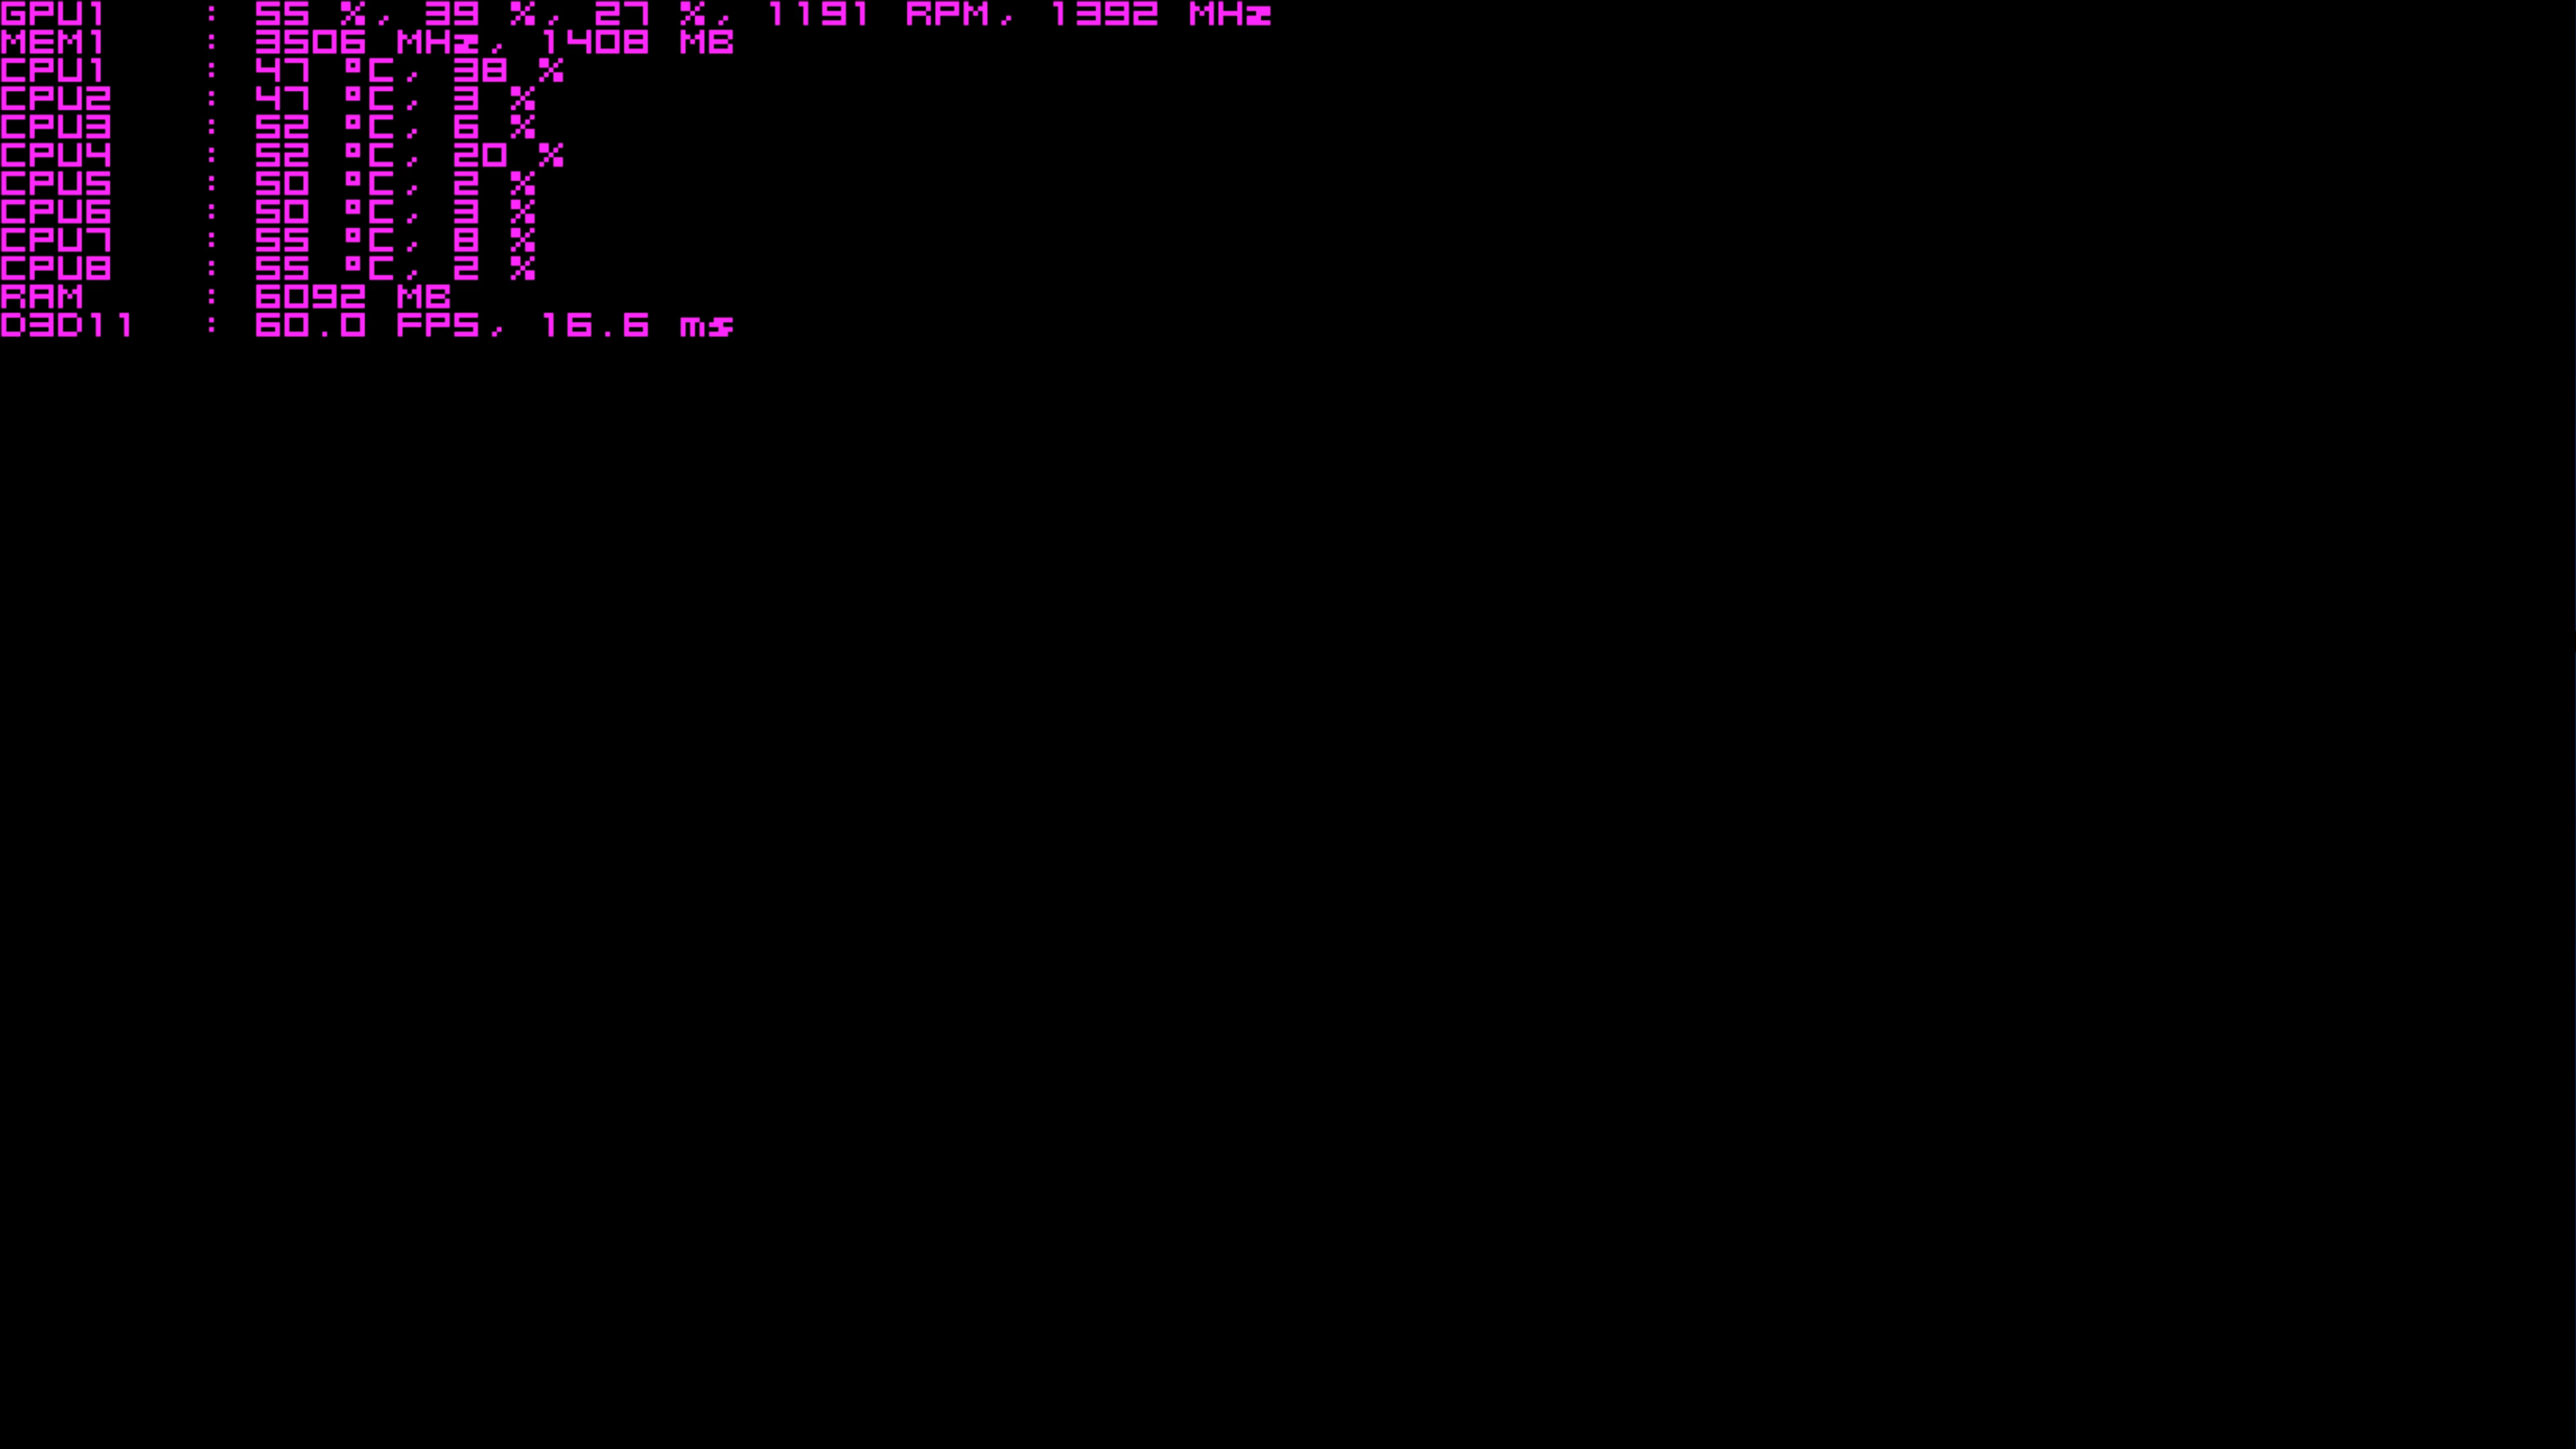 GPU1 : 55 %, 39 %, 27 %, 1191 RPM, 1392 MHz
MEM1 : 3506 MHz, 1408 MB
CPU1 : 47 °C, 38 %
CPU2 : 47 °C, 3 %
CPU3 : 52 °C, 6 %
CPU4 : 52 °C, 20 %
CPU5 : 50 °C, 2 %
CPU6 : 50 °C, 3 %
CPU7 : 55 °C, 8 %
CPU8 : 55 °C, 2 %
RAM : 6092 MB
D3D11 : 60.0 FPS, 16.6 ms